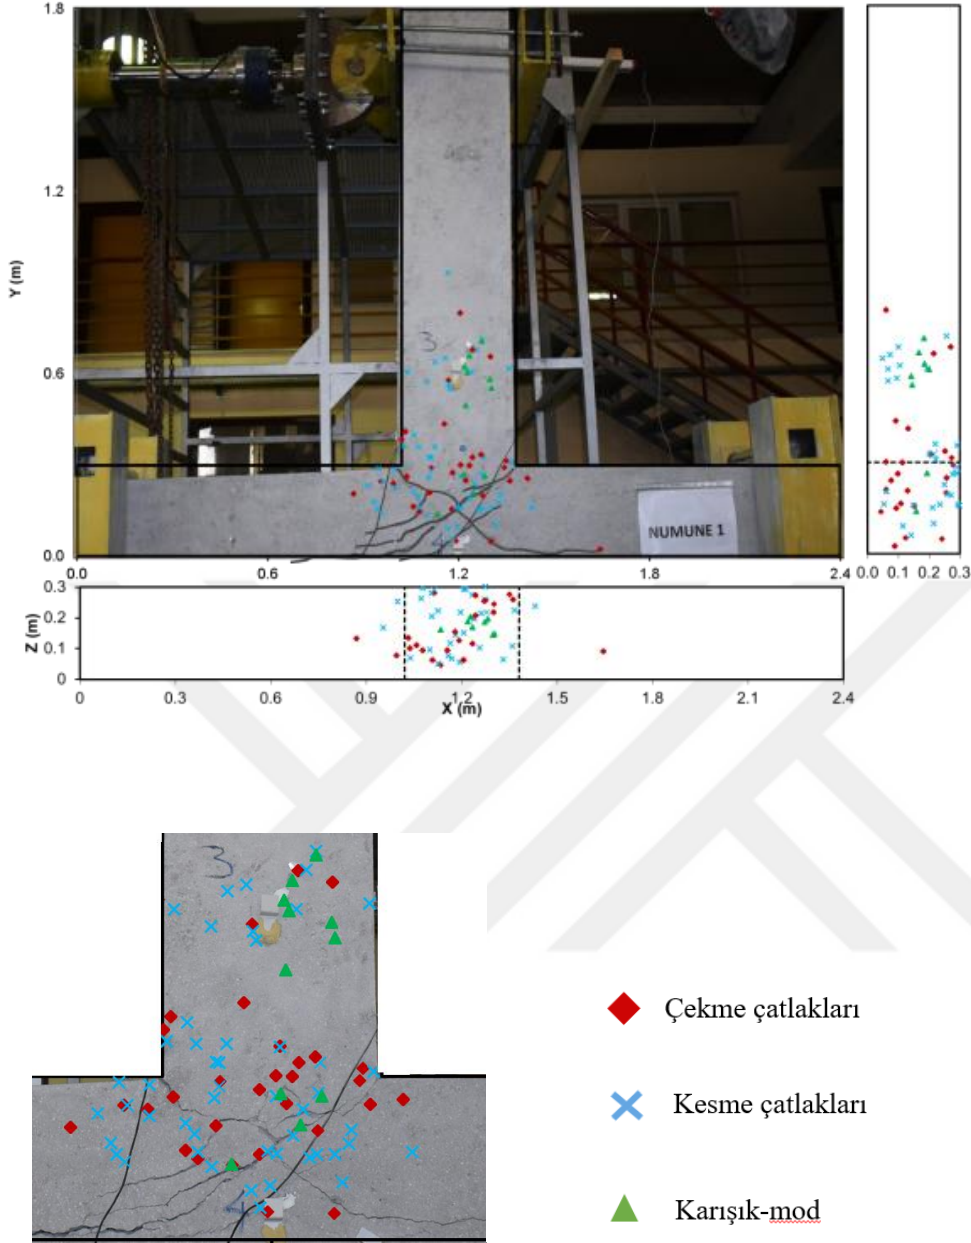 1.8
1.2
0.6
0.0
Y (m)
3
NUMUNE 1
0.0 0.6 1.2 1.8 2.4
0.0 0.1 0.2 0.3
0.3
0.2
0.1
0
Z (m)
0 0.3 0.6 0.9 1.2 1.5 1.8 2.1 2.4
X (m)
3
4
Çekme çatlakları
Kesme çatlakları
Karışık-mod